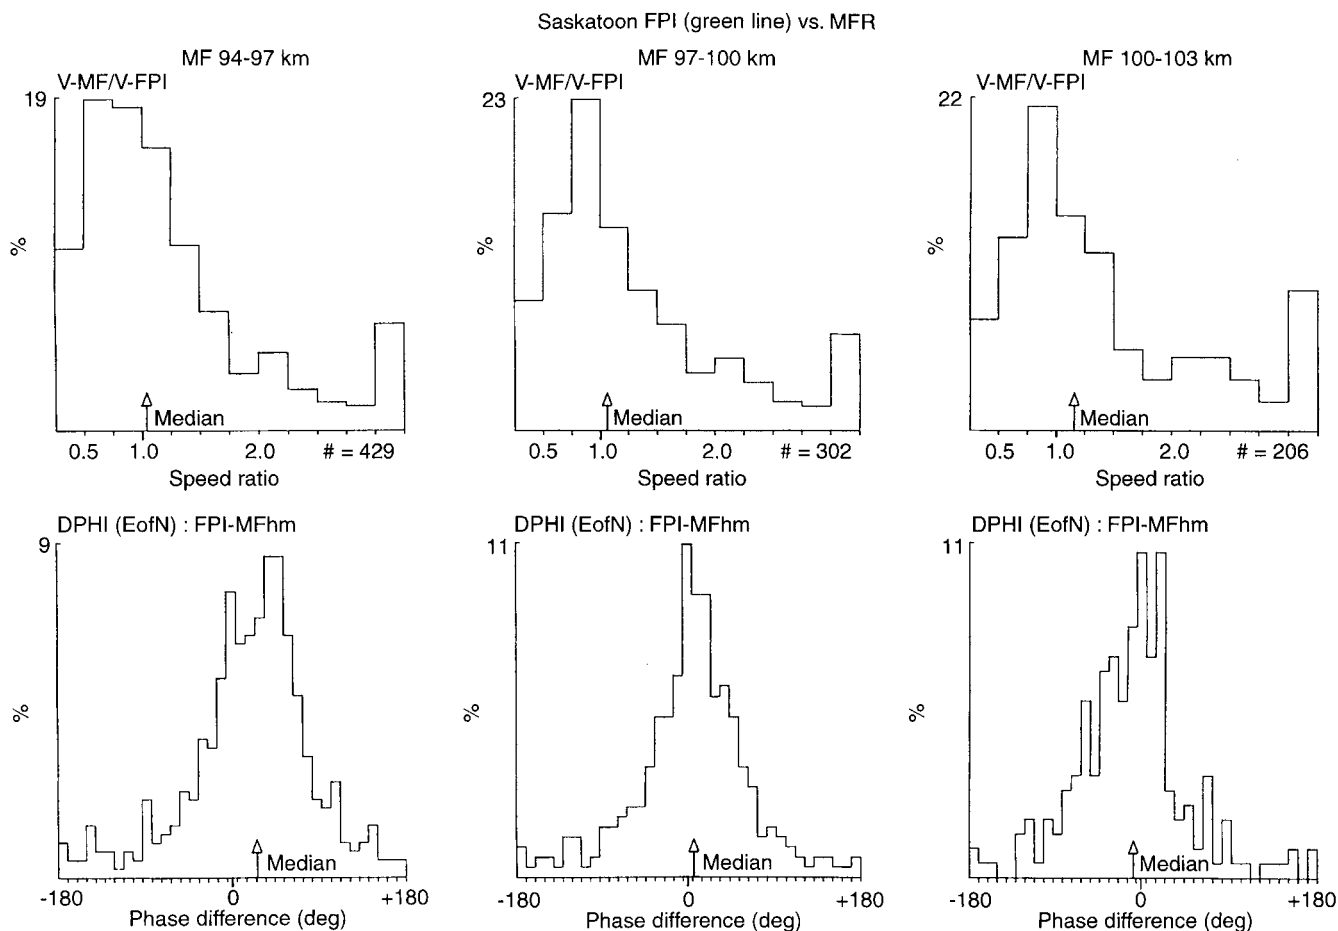 Saskatoon FPI (green line) vs. MFR
MF 94-97 km
V-MF/V-FPI
19
%
0.5 1.0 2.0 # = 429
Median
Speed ratio
MF 97-100 km
V-MF/V-FPI
23
%
Median
0.5 1.0 2.0 # = 302
Speed ratio
MF 100-103 km
V-MF/V-FPI
22
%
Median
0.5 1.0 2.0 # = 206
Speed ratio
DPHI (EofN) : FPI-MFhm
9
%
Median
-180 0 +180
Phase difference (deg)
DPHI (EofN) : FPI-MFhm
11
%
Median
-180 0 +180
Phase difference (deg)
DPHI (EofN) : FPI-MFhm
11
%
Median
-180 0 +180
Phase difference (deg)